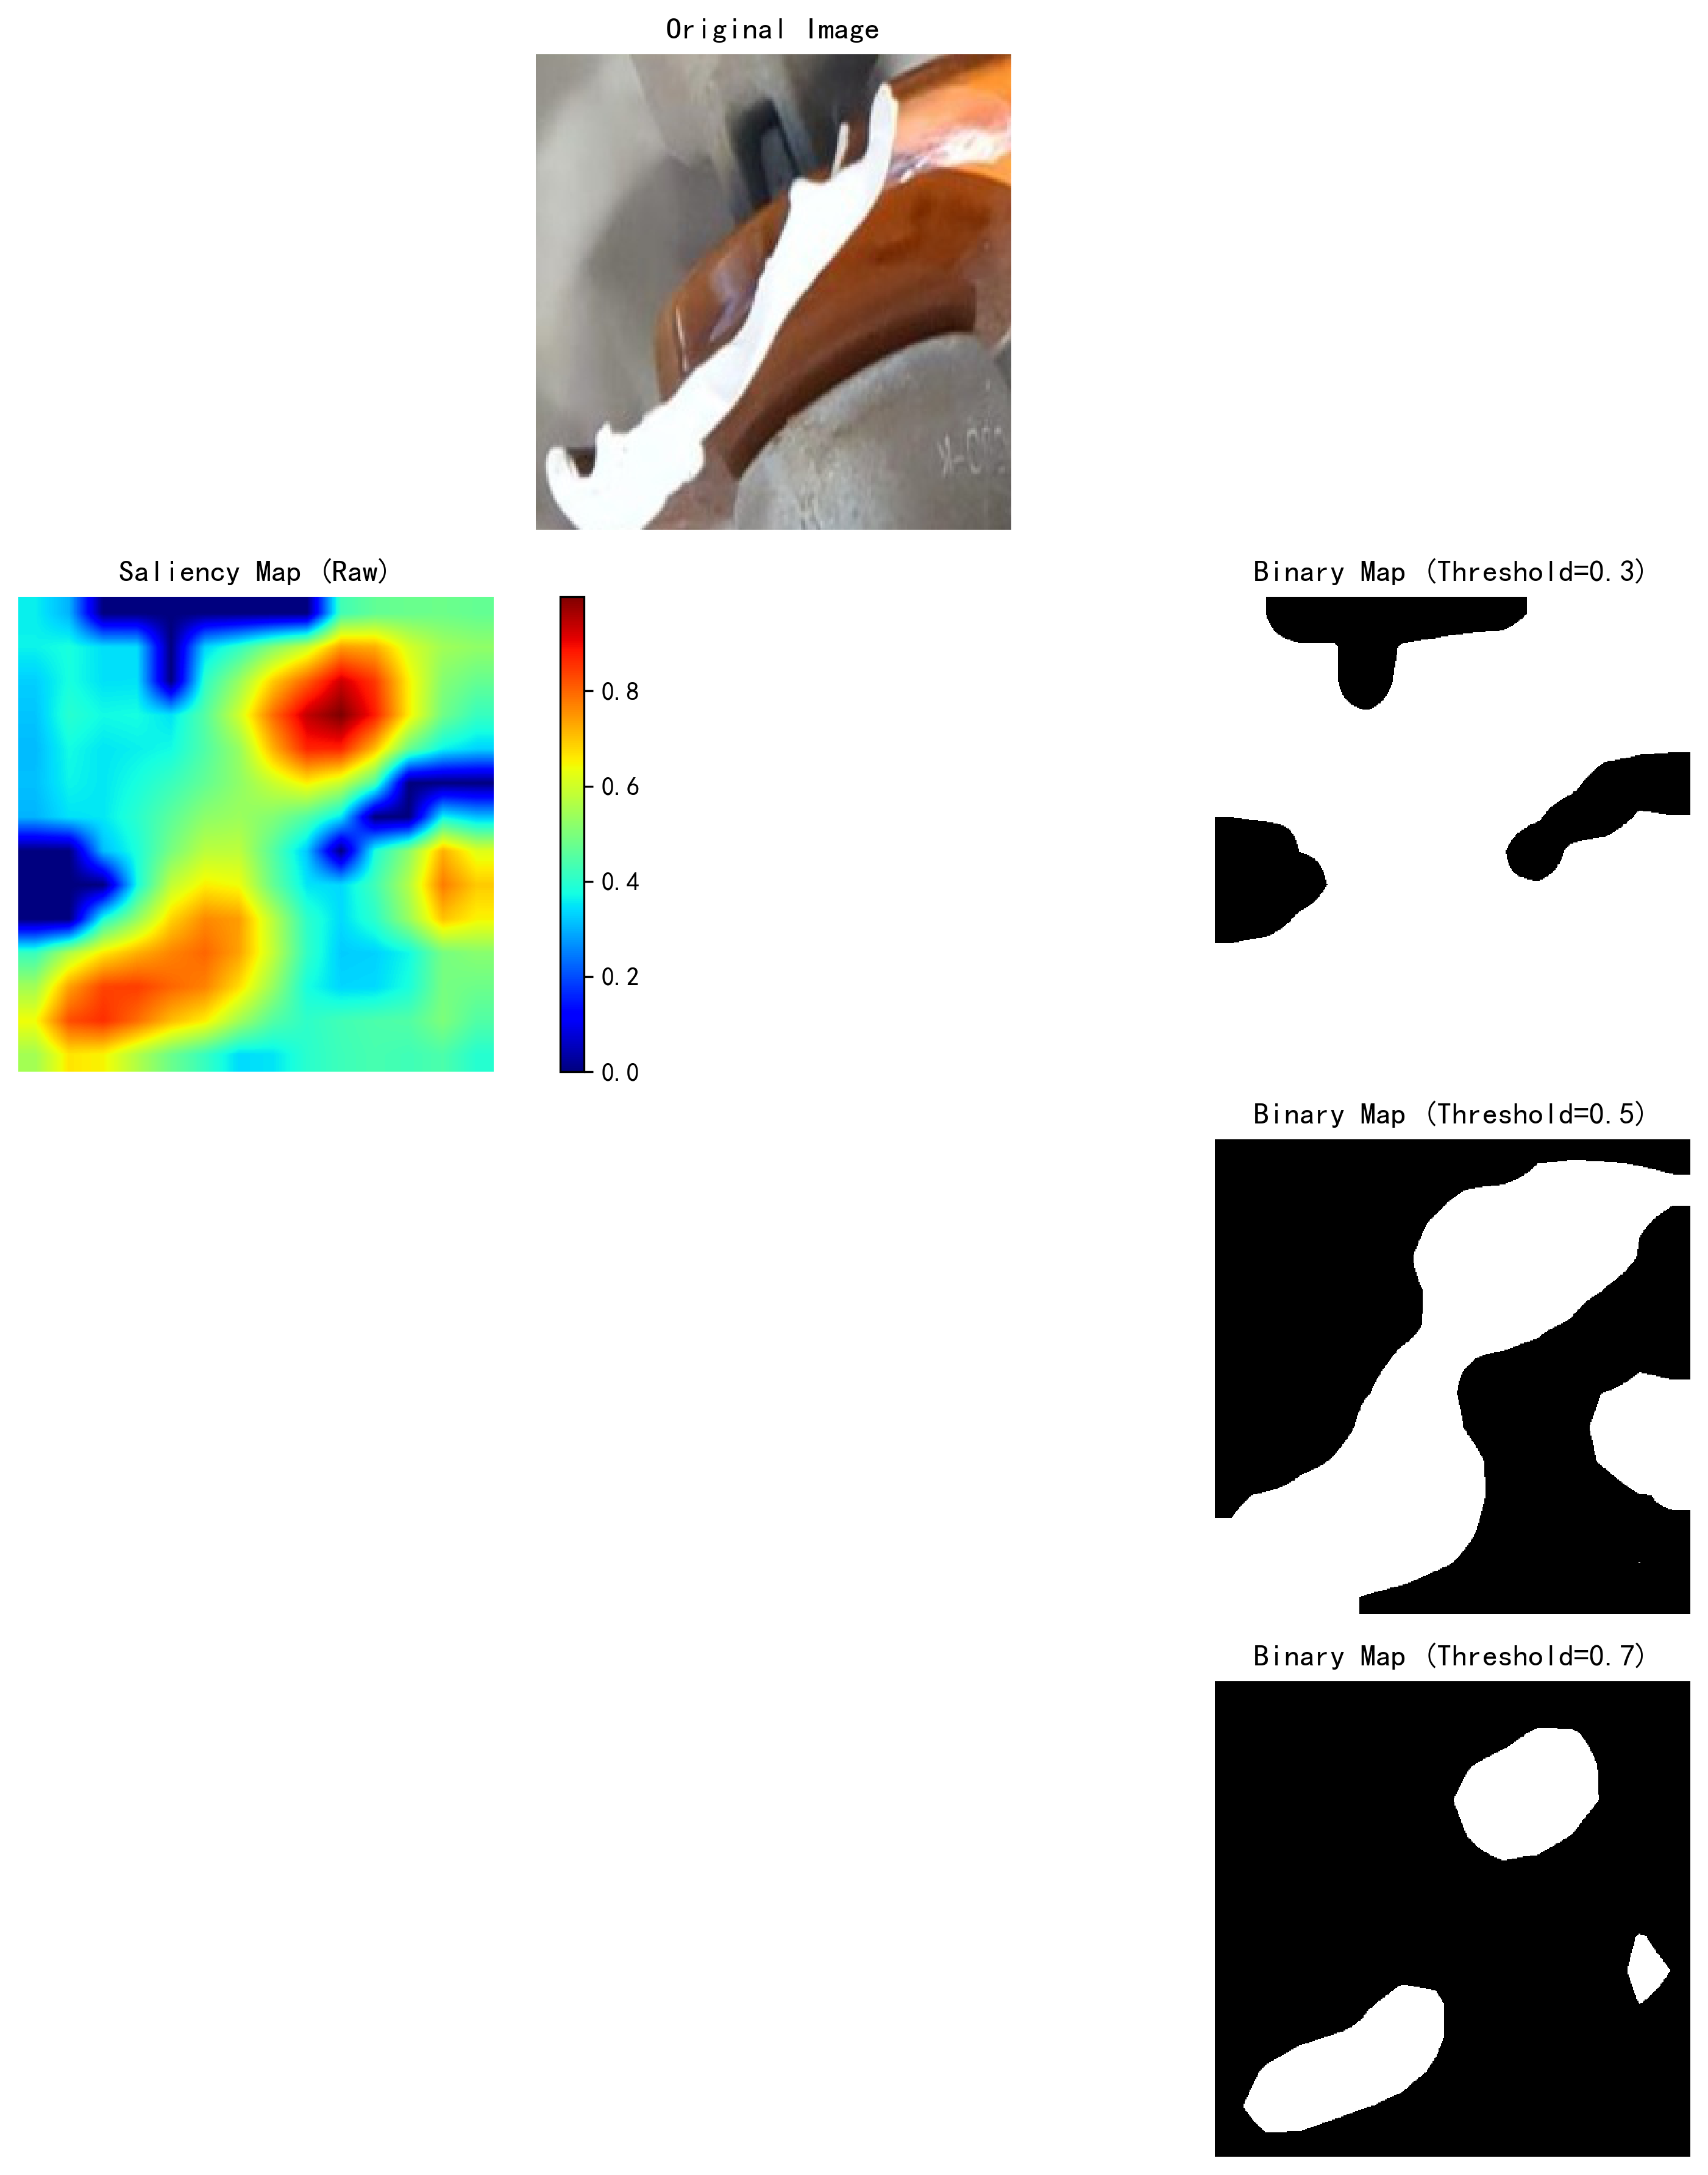 Original Image
Saliency Map (Raw)
0.8
0.6
0.4
0.2
0.0
Binary Map (Threshold=0.3)
Binary Map (Threshold=0.5)
Binary Map (Threshold=0.7)